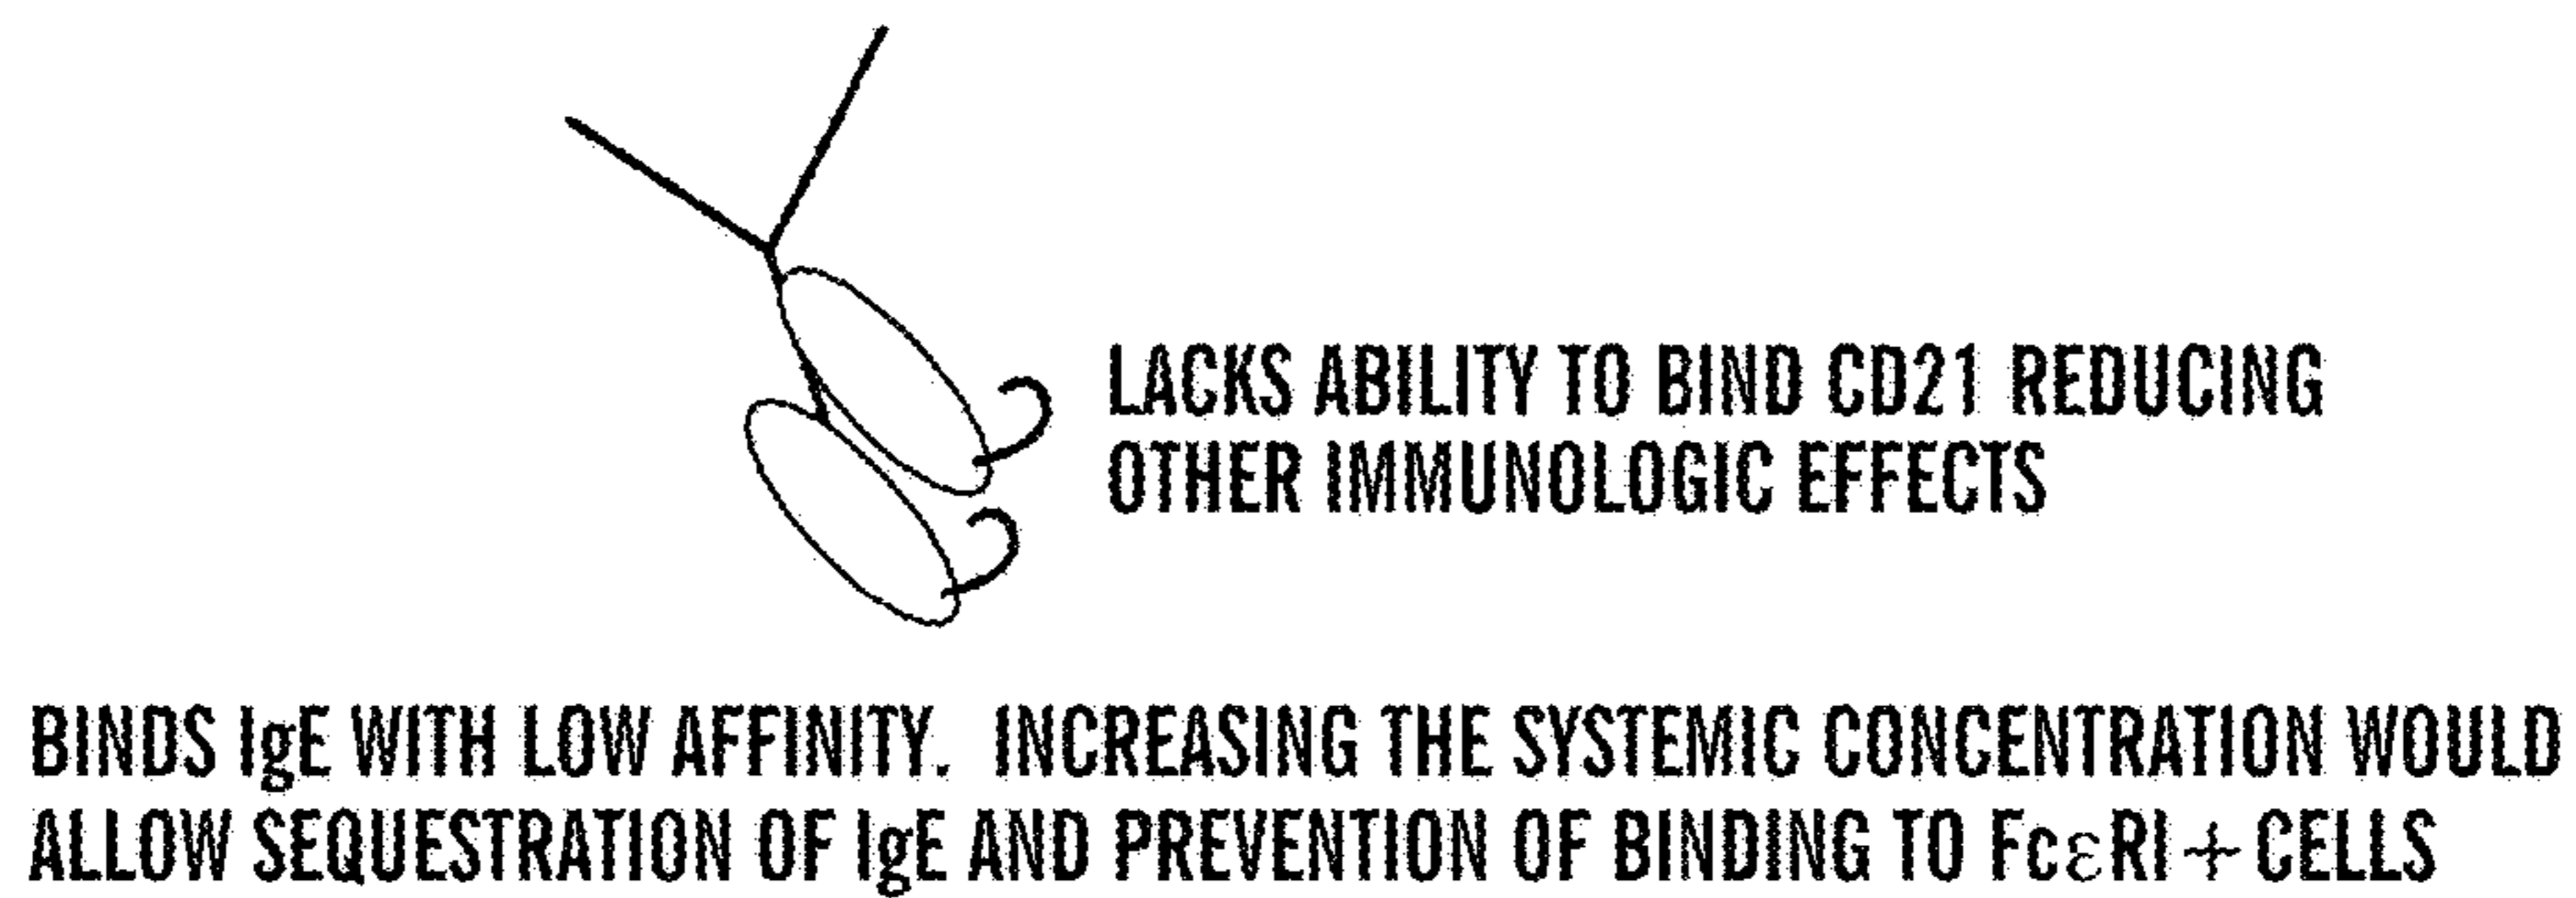 LACKS ABILITY TO BIND CD21 REDUCING
OTHER IMMUNOLOGIC EFFECTS
BINDS IgE WITH LOW AFFINITY. INCREASING THE SYSTEMIC CONCENTRATION WOULD
ALLOW SEQUESTRATION OF IgE AND PREVENTION OF BINDING TO FcεRI+CELLS